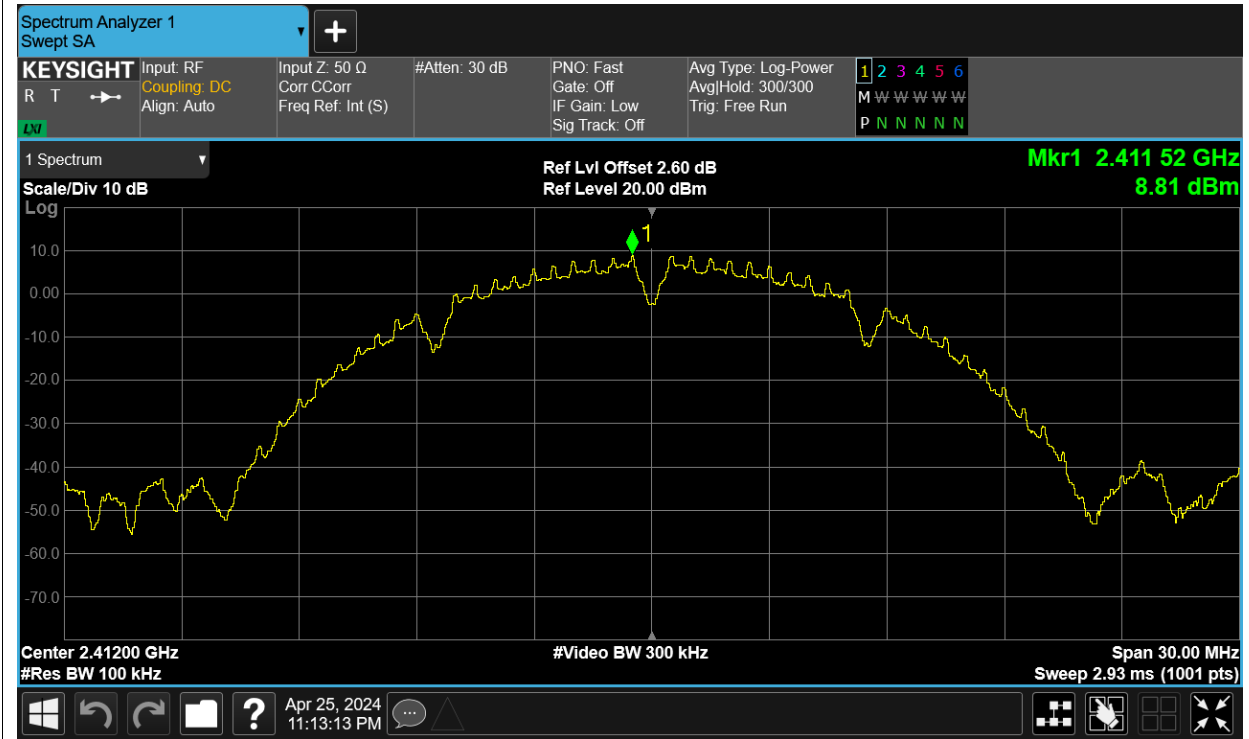 Spectrum Analyzer 1
Swept SA
KEYSIGHT
R T
LXI
Input: RF
Coupling: DC
Align: Auto
Input Z: 50 Ω
Corr CCorr
Freq Ref: Int (S)
#Atten: 30 dB
PNO: Fast
Gate: Off
IF Gain: Low
Sig Track: Off
Avg Type: Log-Power
Avg|Hold: 300/300
Trig: Free Run
1 2 3 4 5 6
M W W W W W
P N N N N N
1 Spectrum
Scale/Div 10 dB
Log
Ref Lvl Offset 2.60 dB
Ref Level 20.00 dBm
Mkr1 2.411 52 GHz
8.81 dBm
1
10.0
0.00
-10.0
-20.0
-30.0
-40.0
-50.0
-60.0
-70.0
Center 2.41200 GHz
#Res BW 100 kHz
#Video BW 300 kHz
Span 30.00 MHz
Sweep 2.93 ms (1001 pts)
?
Apr 25, 2024
11:13:13 PM